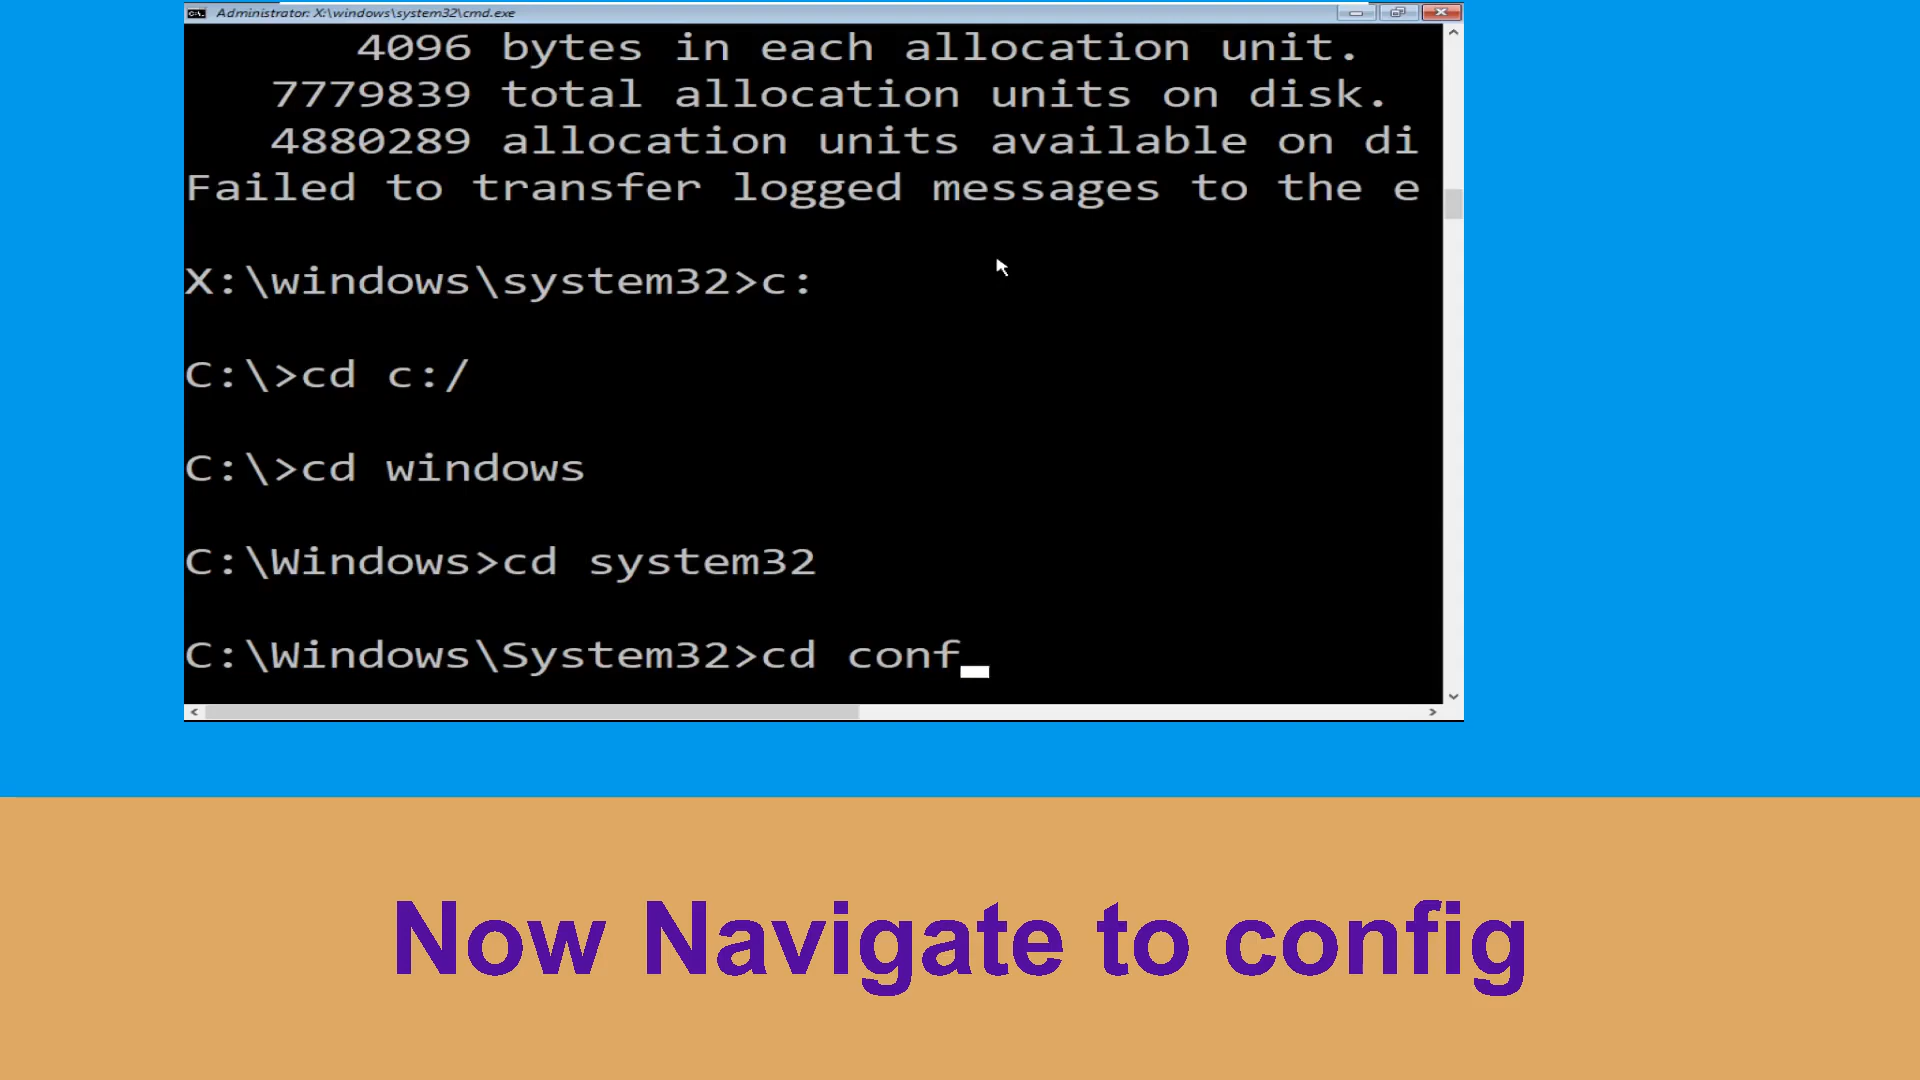 Administrator: X:\windows\system32\cmd.exe
4096 bytes in each allocation unit.
7779839 total allocation units on disk.
4880289 allocation units available on di
Failed to transfer logged messages to the e
X:\windows\system32>c:
C:\>cd c:/
C:\>cd windows
C:\Windows>cd system32
C:\Windows\System32>cd conf_
Now Navigate to config